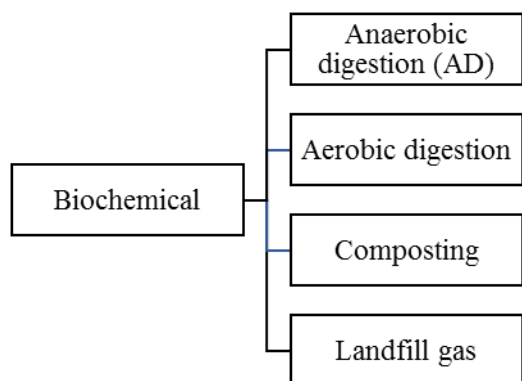 Anaerobic
digestion (AD)
Aerobic digestion
Biochemical
Composting
Landfill gas